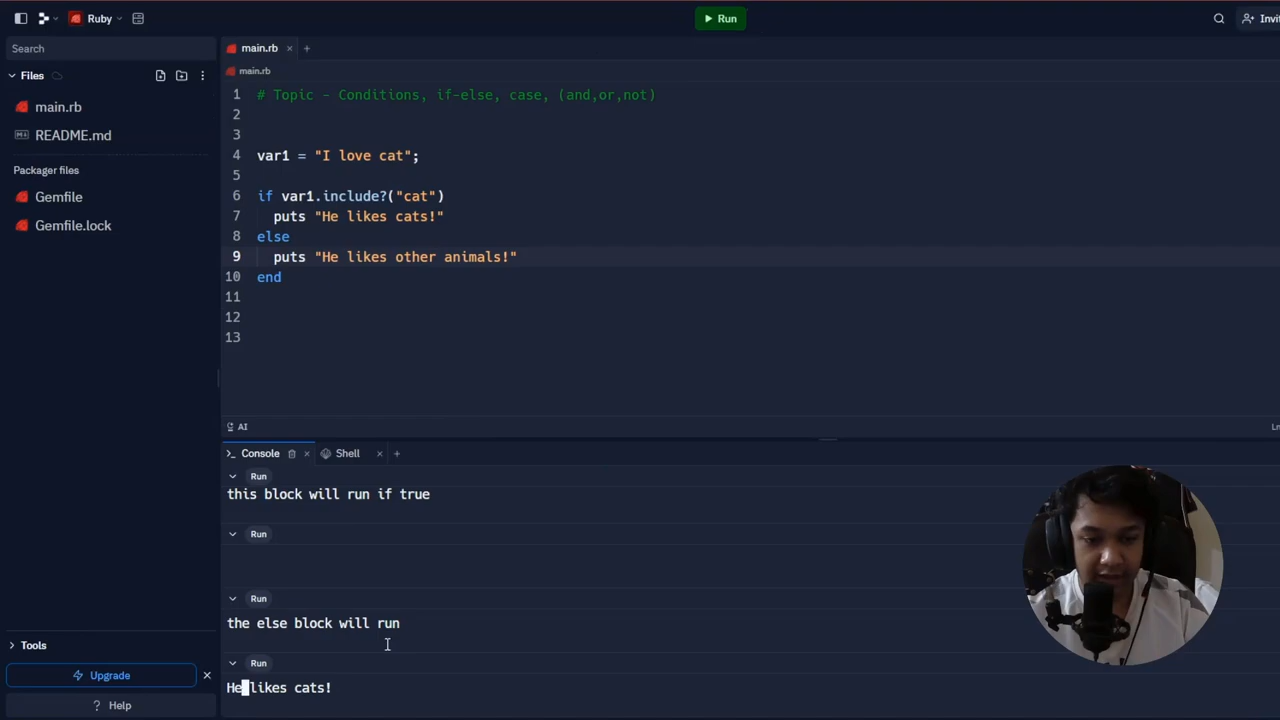 Ruby
Run
Invi
Search
main.rb
Files
main.rb
main.rb
README.md
Packager files
Gemfile
Gemfile.lock
1 # Topic - Conditions, if-else, case, (and,or,not)
2
3
4 var1 = "I love cat";
5
6 if var1.include?("cat")
7 puts "He likes cats!"
8 else
9 puts "He likes other animals!"
10 end
11
12
13
AI
Ln
Console
Shell
Run
this block will run if true
Run
Run
the else block will run
Run
He likes cats!
Tools
Upgrade
? Help